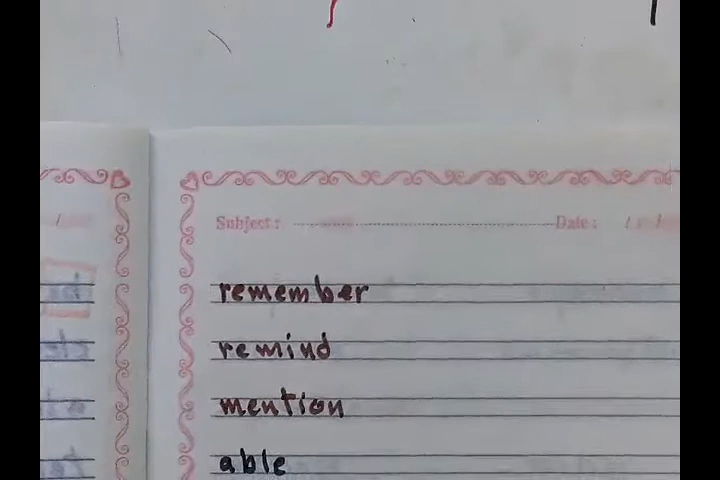 Subject : Date :
remember
remind
mention
able